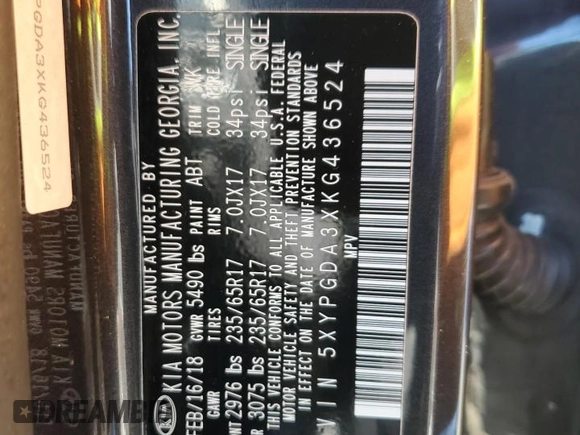 MANUFACTURED BY
KIA KIA MOTORS MANUFACTURING GEORGIA, INC.
FEB/16/18 GVWR 5490 lbs PAINT ABT TRIM
GAWR TIRES RIMS COLD TIRE INFL
2976 lbs 235/65R17 7.0JX17 34psi SINGLE
3075 lbs 235/65R17 7.0JX17 34psi SINGLE
THIS VEHICLE CONFORMS TO ALL APPLICABLE U.S.A. FEDERAL
MOTOR VEHICLE SAFETY AND THEFT PREVENTION STANDARDS
IN EFFECT ON THE DATE OF MANUFACTURE SHOWN ABOVE
VIN 5XYPGDA3XKG436524
MPV
PGDA3XKG436524
DREAMBID.COM